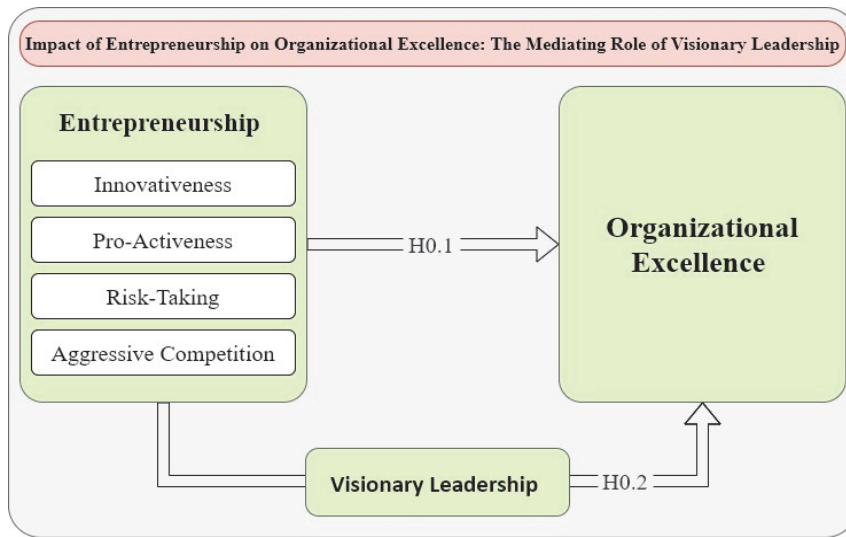 Impact of Entrepreneurship on Organizational Excellence: The Mediating Role of Visionary Leadership
Entrepreneurship
Innovativeness
Pro-Activeness
Risk-Taking
Aggressive Competition
H0.1
Organizational
Excellence
Visionary Leadership
H0.2